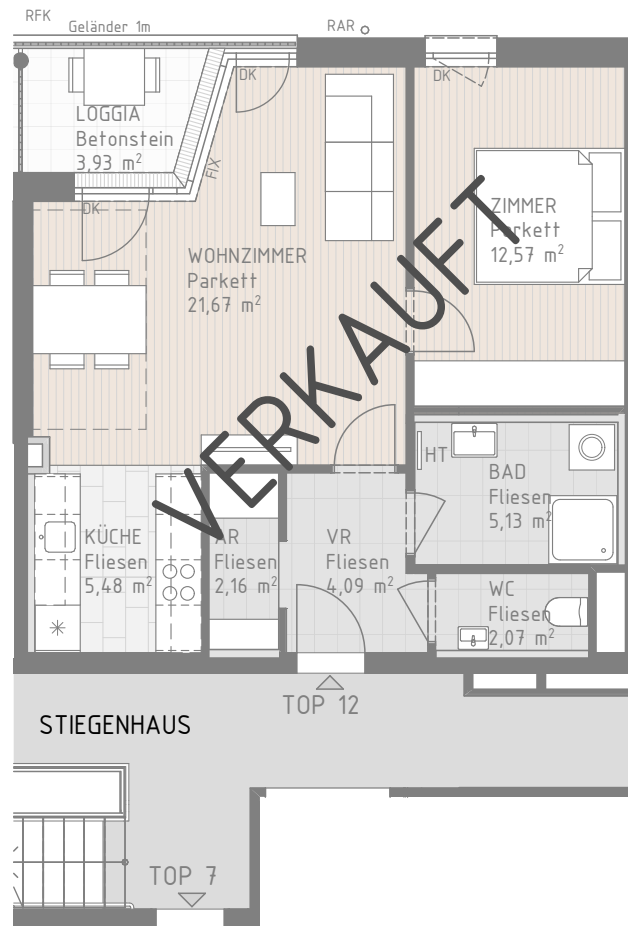 RFK
Geländer 1m
RAR
DK
DK
LOGGIA
Betonstein
3,93 m²
FIX
DK
ZIMMER
Parkett
12,57 m²
WOHNZIMMER
Parkett
21,67 m²
VERKAUFT
HT
BAD
Fliesen
5,13 m²
KÜCHE
Fliesen
5,48 m²
AR
Fliesen
2,16 m²
VR
Fliesen
4,09 m²
WC
Fliesen
2,07 m²
TOP 12
STIEGENHAUS
TOP 7